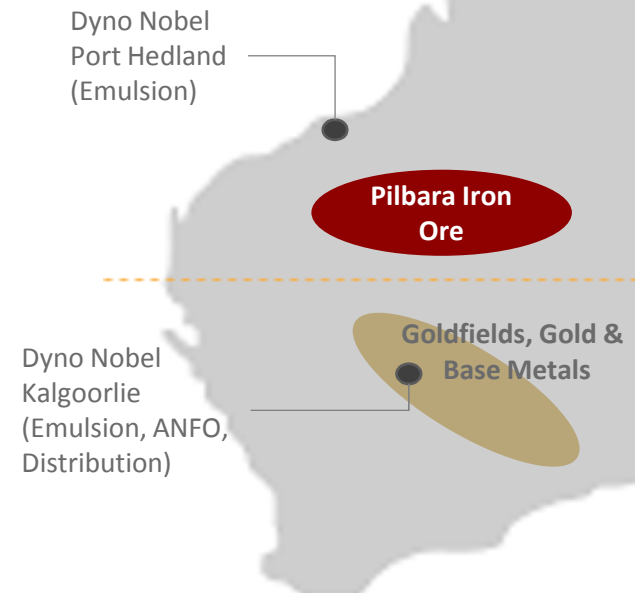 Dyno Nobel
Port Hedland
(Emulsion)
Pilbara Iron
Ore
Goldfields, Gold &
Base Metals
Dyno Nobel
Kalgoorlie
(Emulsion, ANFO,
Distribution)